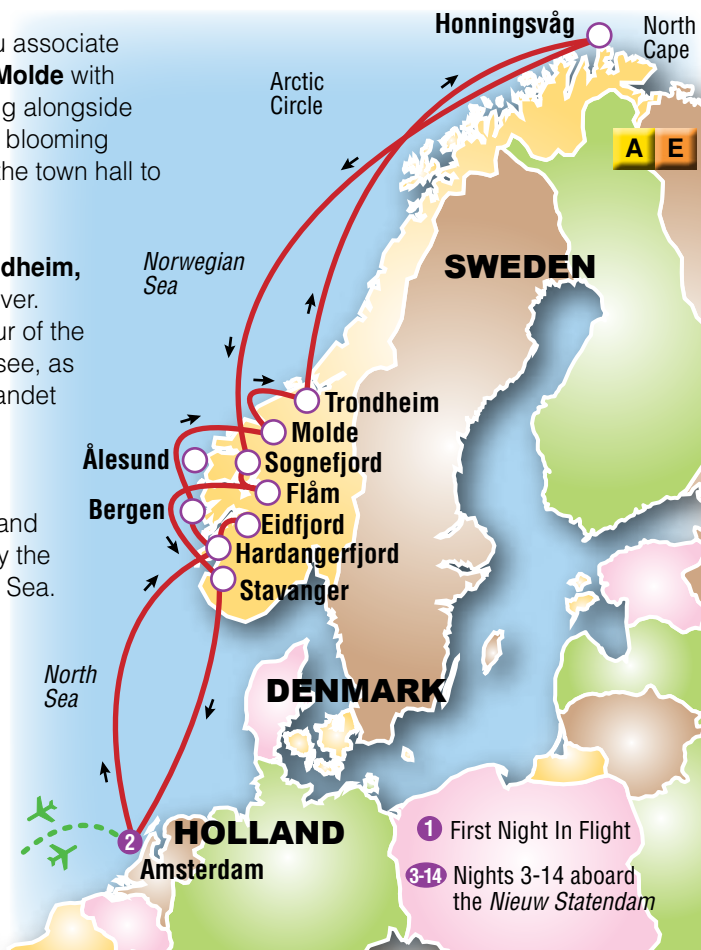 u associate
Molde with
g alongside
blooming
the town hall to
dheim,
ver.
ur of the
see, as
andet
and
y the
Sea.
Honningsvåg
North
Cape
Arctic
Circle
A E
Norwegian
Sea
SWEDEN
Trondheim
Molde
Ålesund
Sognefjord
Flåm
Bergen
Eidfjord
Hardangerfjord
Stavanger
North
Sea
DENMARK
2
HOLLAND
Amsterdam
1 First Night In Flight
3-14 Nights 3-14 aboard
the Nieuw Statendam